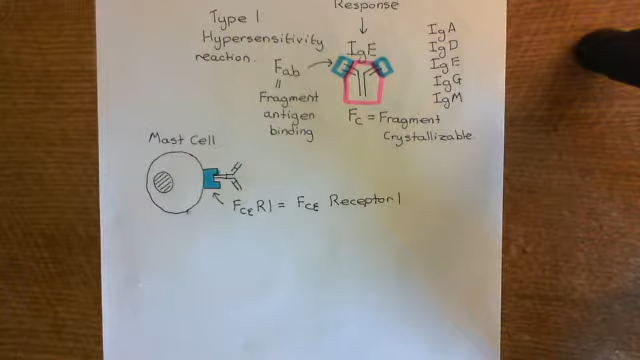 Response
Type 1
Hypersensitivity
reaction.
IgE
Fab
=
Fragment
antigen
binding
Fc = Fragment
Crystallizable
IgA
IgD
IgE
IgG
IgM
Mast Cell
FcεR1 = Fcε Receptor 1